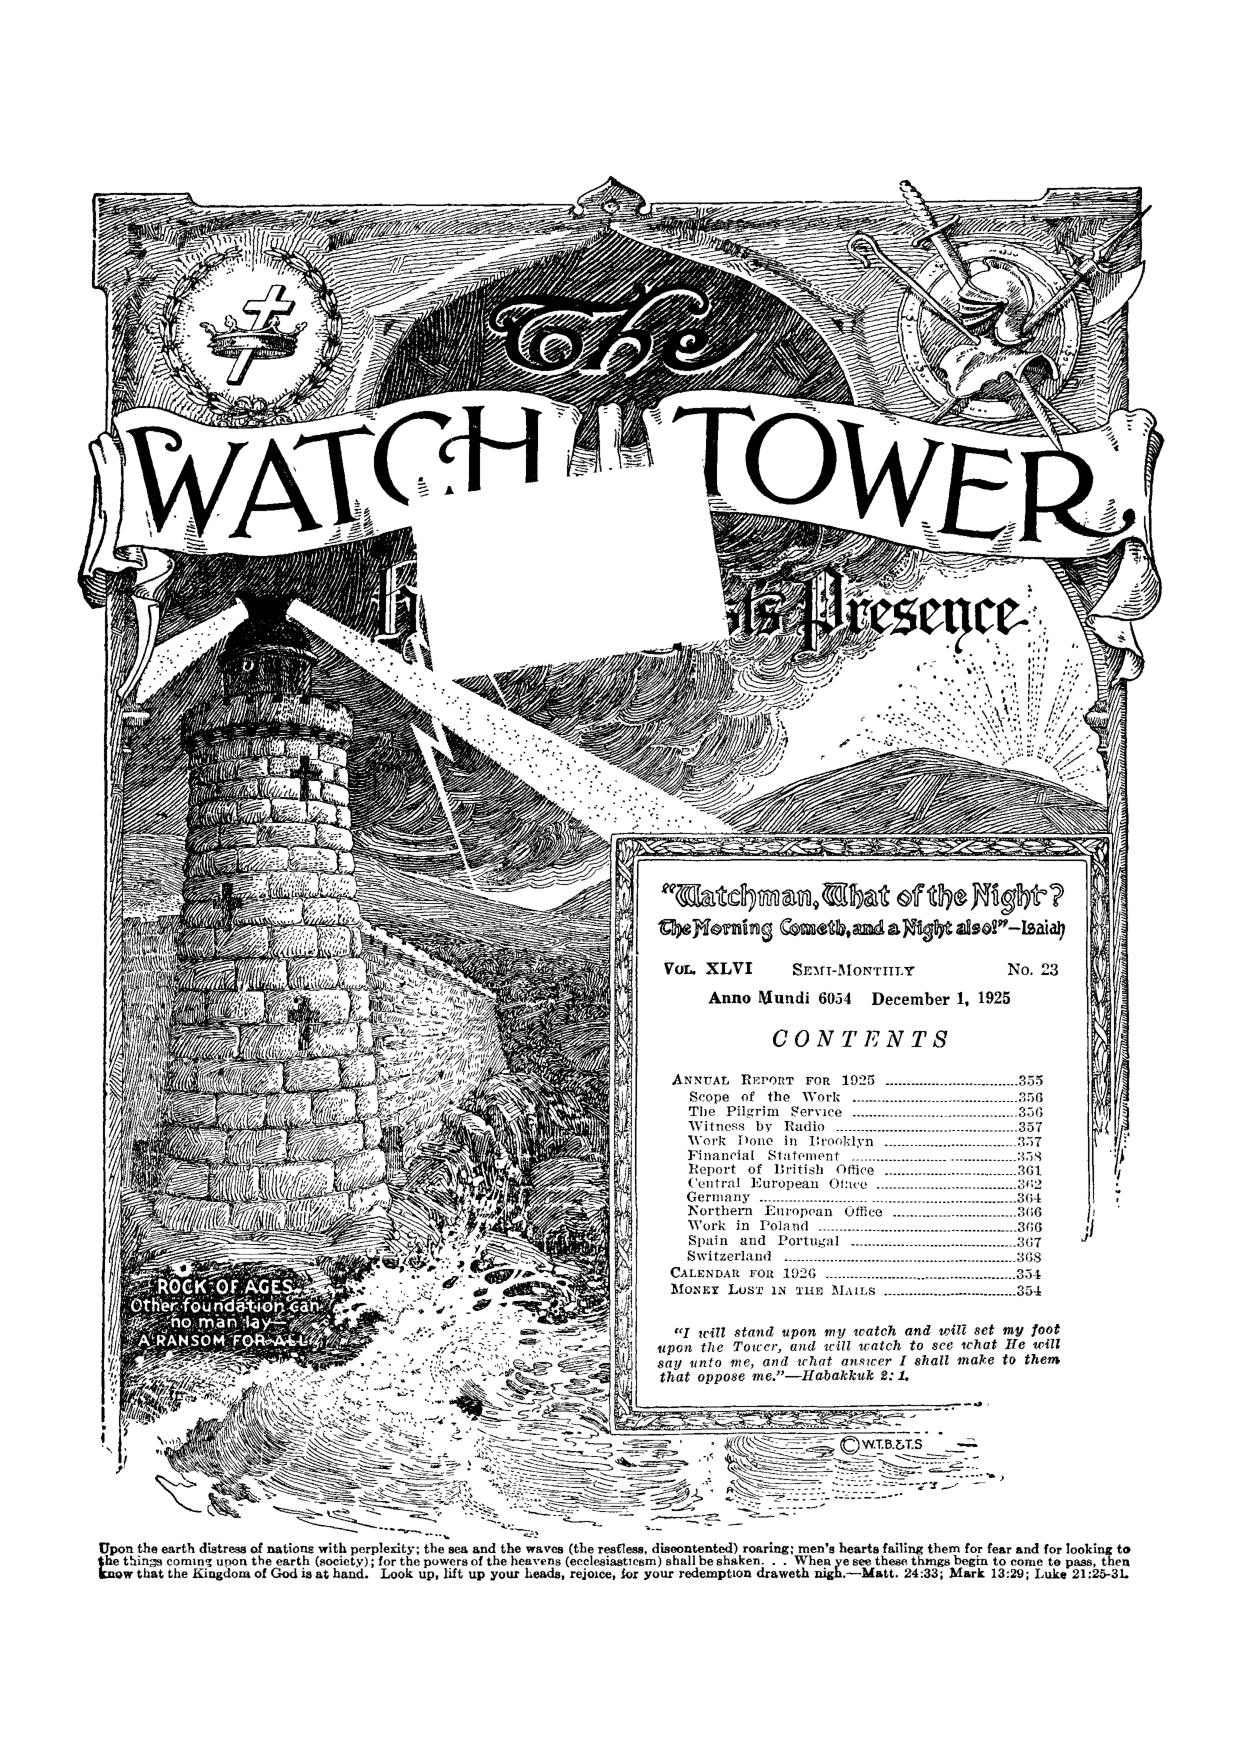 The
WATCH TOWER
Presence
"Watchman, What of the Night?
The Morning Cometh, and a Night also!"—Isaiah
VOL. XLVI SEMI-MONTHLY No. 23
Anno Mundi 6054 December 1, 1925
CONTENTS
ANNUAL REPORT FOR 1925 355
Scope of the Work 356
The Pilgrim Service 356
Witness by Radio 357
Work Done in Brooklyn 357
Financial Statement 358
Report of British Office 361
Central European Office 362
Germany 364
Northern European Office 366
Work in Poland 366
Spain and Portugal 367
Switzerland 368
CALENDAR FOR 1926 354
MONEY LOST IN THE MAILS 354
"I will stand upon my watch and will set my foot
upon the Tower, and will watch to see what He will
say unto me, and what answer I shall make to them
that oppose me."—Habakkuk 2:1.
ROCK OF AGES
Other foundation can
no man lay—
A RANSOM FOR ALL
© W.T.B.&T.S
Upon the earth distress of nations with perplexity; the sea and the waves (the restless, discontented) roaring; men's hearts failing them for fear and for looking to
the things coming upon the earth (society); for the powers of the heavens (ecclesiasticsm) shall be shaken. . . When ye see these things begin to come to pass, then
know that the Kingdom of God is at hand. Look up, lift up your heads, rejoice, for your redemption draweth nigh.—Matt. 24:33; Mark 13:29; Luke 21:25-31.